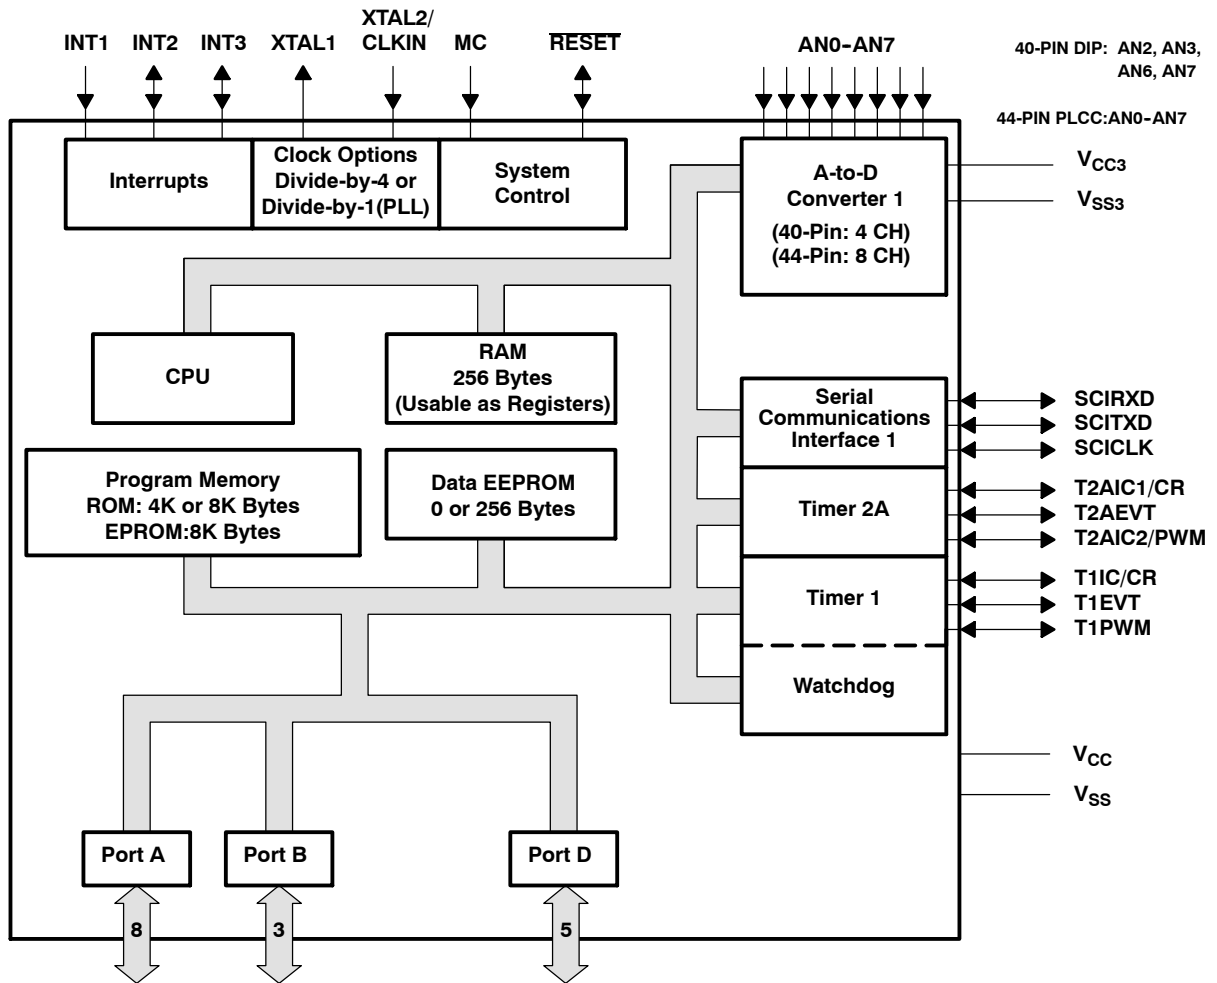 INT1 INT2 INT3 XTAL1 XTAL2/
CLKIN MC RESET AN0–AN7
40-PIN DIP: AN2, AN3,
AN6, AN7
44-PIN PLCC:AN0–AN7
Interrupts
Clock Options
Divide-by-4 or
Divide-by-1(PLL)
System
Control
A-to-D
Converter 1
(40-Pin: 4 CH)
(44-Pin: 8 CH)
VCC3
VSS3
CPU
RAM
256 Bytes
(Usable as Registers)
Serial
Communications
Interface 1
SCIRXD
SCITXD
SCICLK
Program Memory
ROM: 4K or 8K Bytes
EPROM:8K Bytes
Data EEPROM
0 or 256 Bytes
Timer 2A
T2AIC1/CR
T2AEVT
T2AIC2/PWM
Timer 1
T1IC/CR
T1EVT
T1PWM
Watchdog
VCC
VSS
Port A
Port B
Port D
8
3
5